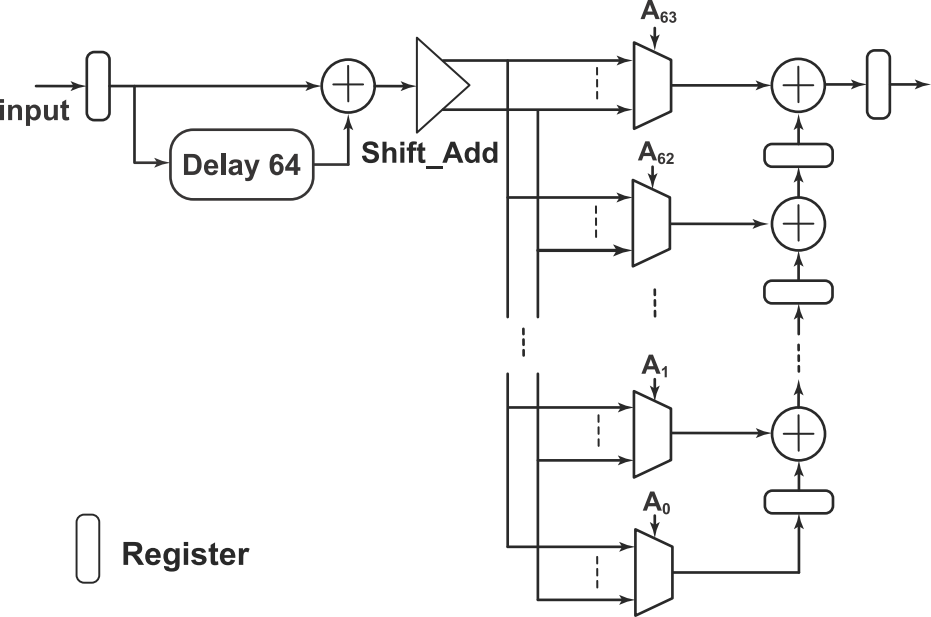 A63
input
Delay 64
Shift_Add
A62
A1
A0
Register